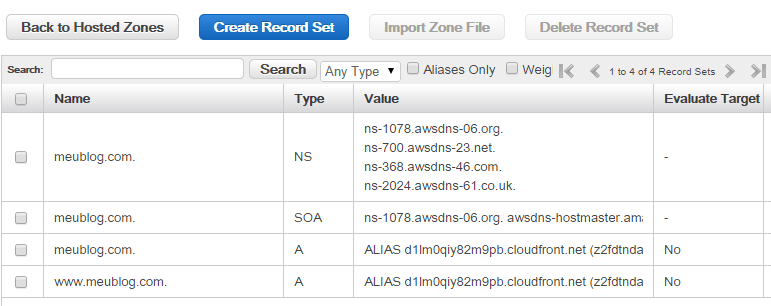 Back to Hosted Zones Create Record Set Import Zone File Delete Record Set
Search: Search Any Type Aliases Only Weig 1 to 4 of 4 Record Sets
Name Type Value Evaluate Target
meublog.com. NS ns-1078.awsdns-06.org.
ns-700.awsdns-23.net.
ns-368.awsdns-46.com.
ns-2024.awsdns-61.co.uk.
-
meublog.com. SOA ns-1078.awsdns-06.org. awsdns-hostmaster.ama -
meublog.com. A ALIAS d1lm0qiy82m9pb.cloudfront.net (z2fdtnda No
www.meublog.com. A ALIAS d1lm0qiy82m9pb.cloudfront.net (z2fdtnda No